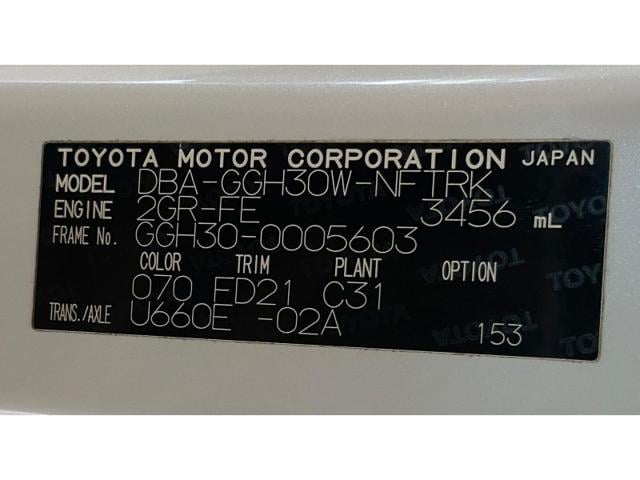 TOYOTA MOTOR CORPORATION JAPAN
MODEL DBA-GGH30W-NFTRK
ENGINE 2GR-FE 3456 mL
FRAME No. GGH30-0005603
COLOR TRIM PLANT OPTION
070 FD21 C31
TRANS./AXLE U660E -02A
153